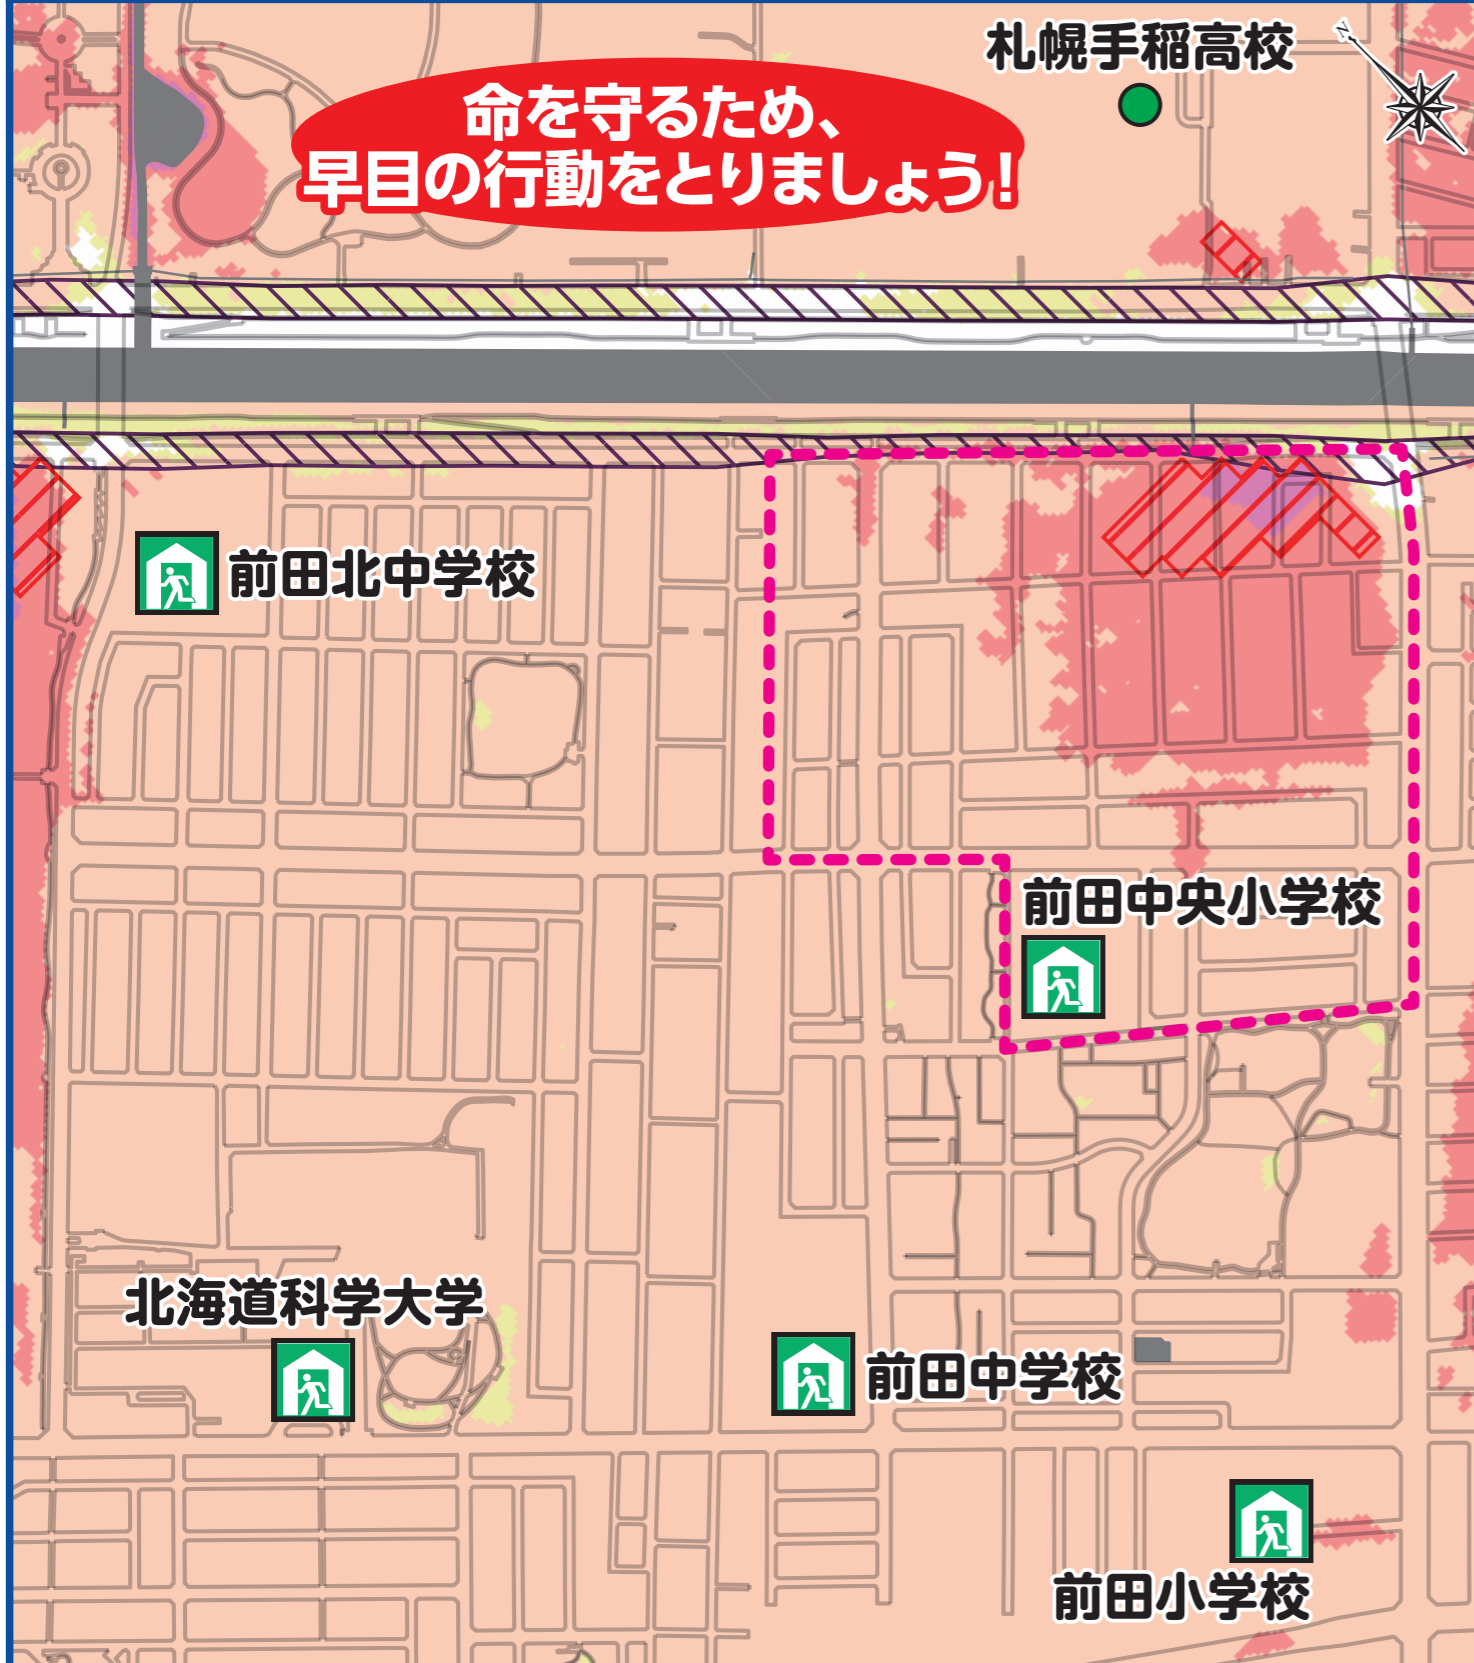 札幌手稲高校
N
命を守るため、
早目の行動をとりましょう!
前田北中学校
前田中央小学校
北海道科学大学
前田中学校
前田小学校